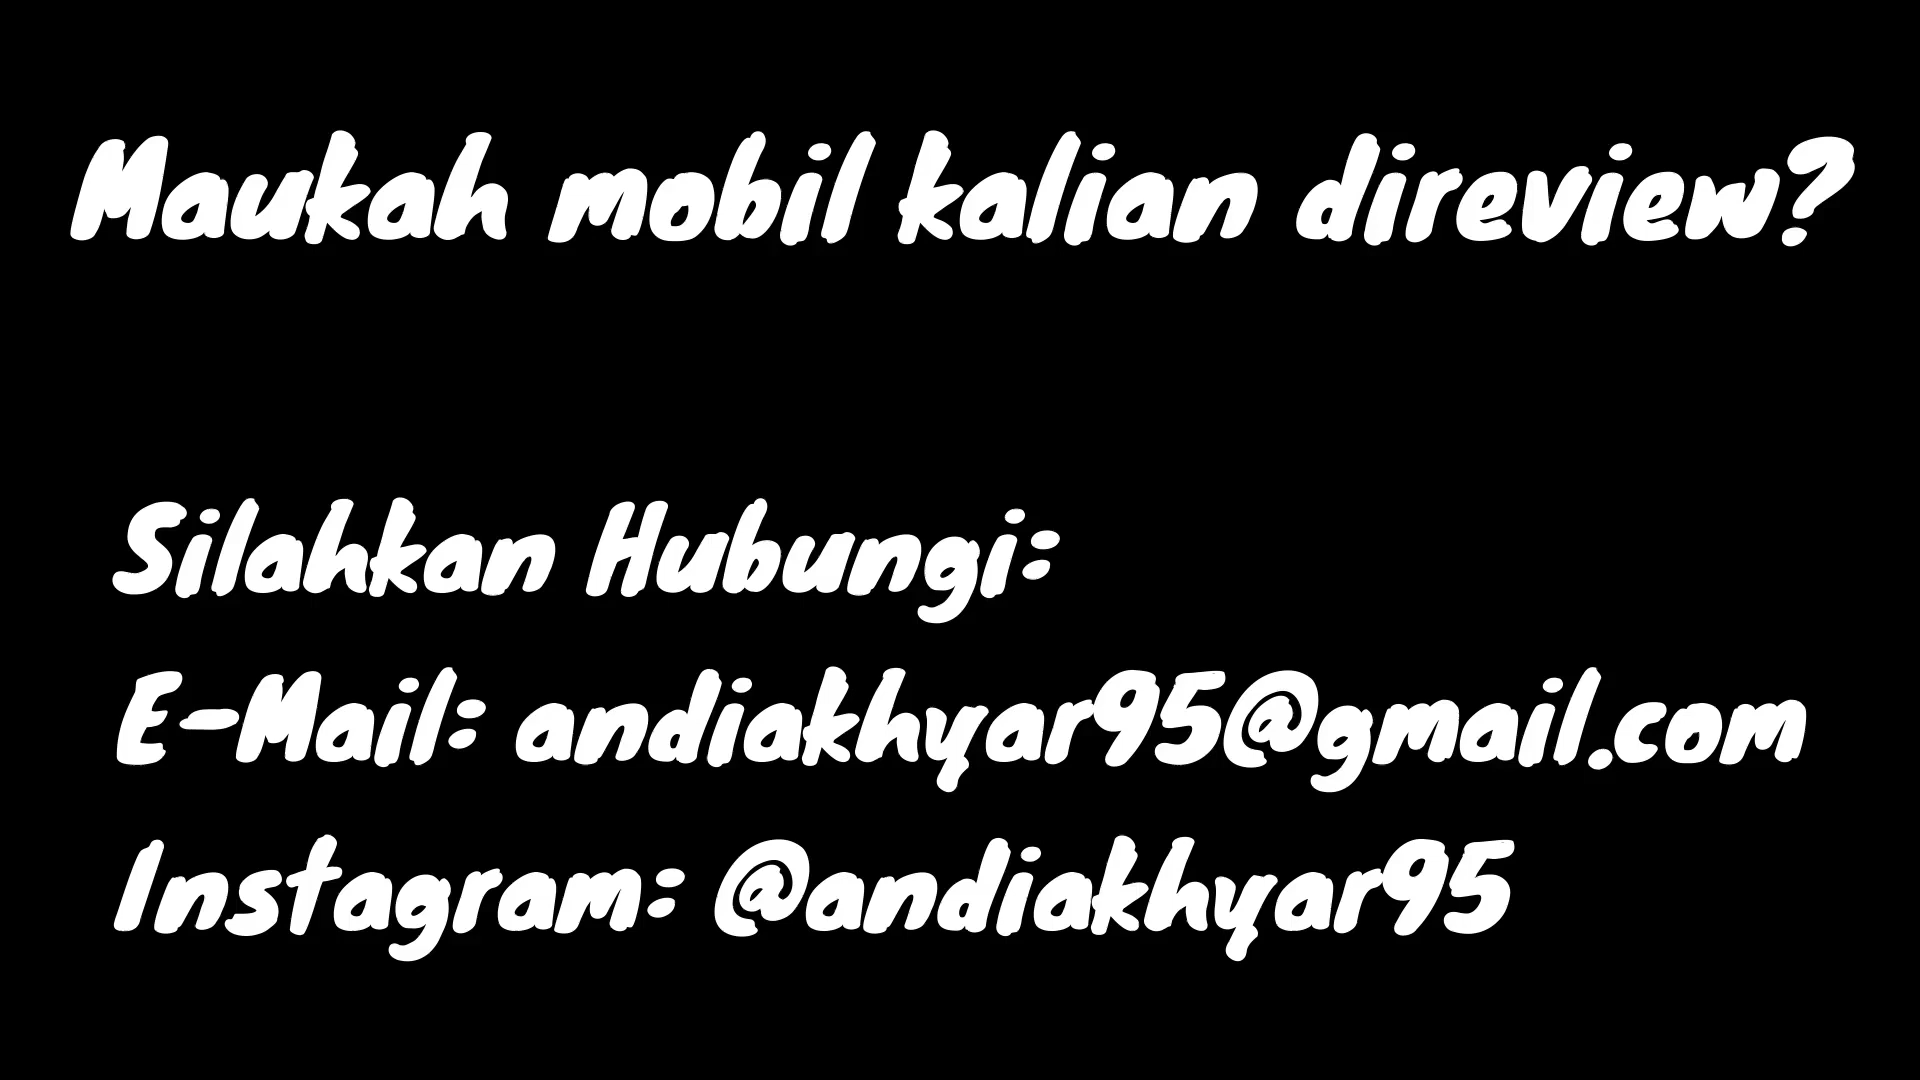 Maukah mobil kalian direview?
Silahkan Hubungi:
E-Mail: andiakhyar95@gmail.com
Instagram: @andiakhyar95